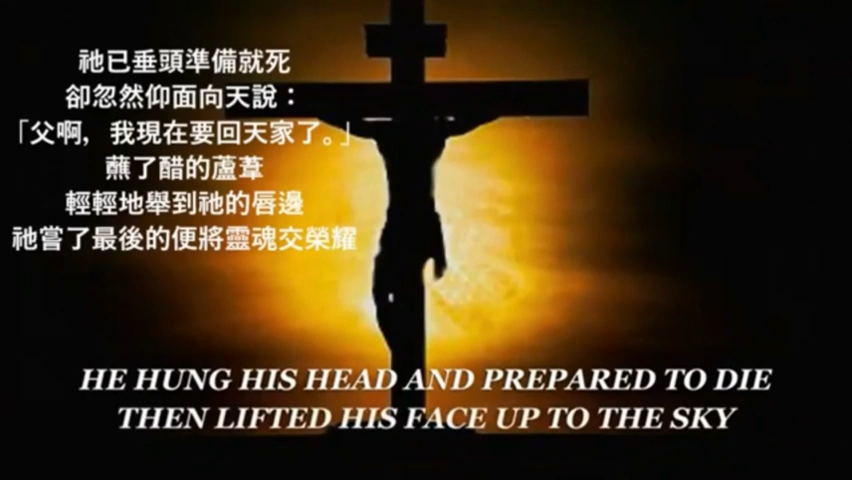 祂已垂頭準備就死
卻忽然仰面向天說：
「父啊，我現在要回天家了。」
蘸了醋的蘆葦
輕輕地舉到祂的唇邊
祂嘗了最後的便將靈魂交榮耀
HE HUNG HIS HEAD AND PREPARED TO DIE
THEN LIFTED HIS FACE UP TO THE SKY